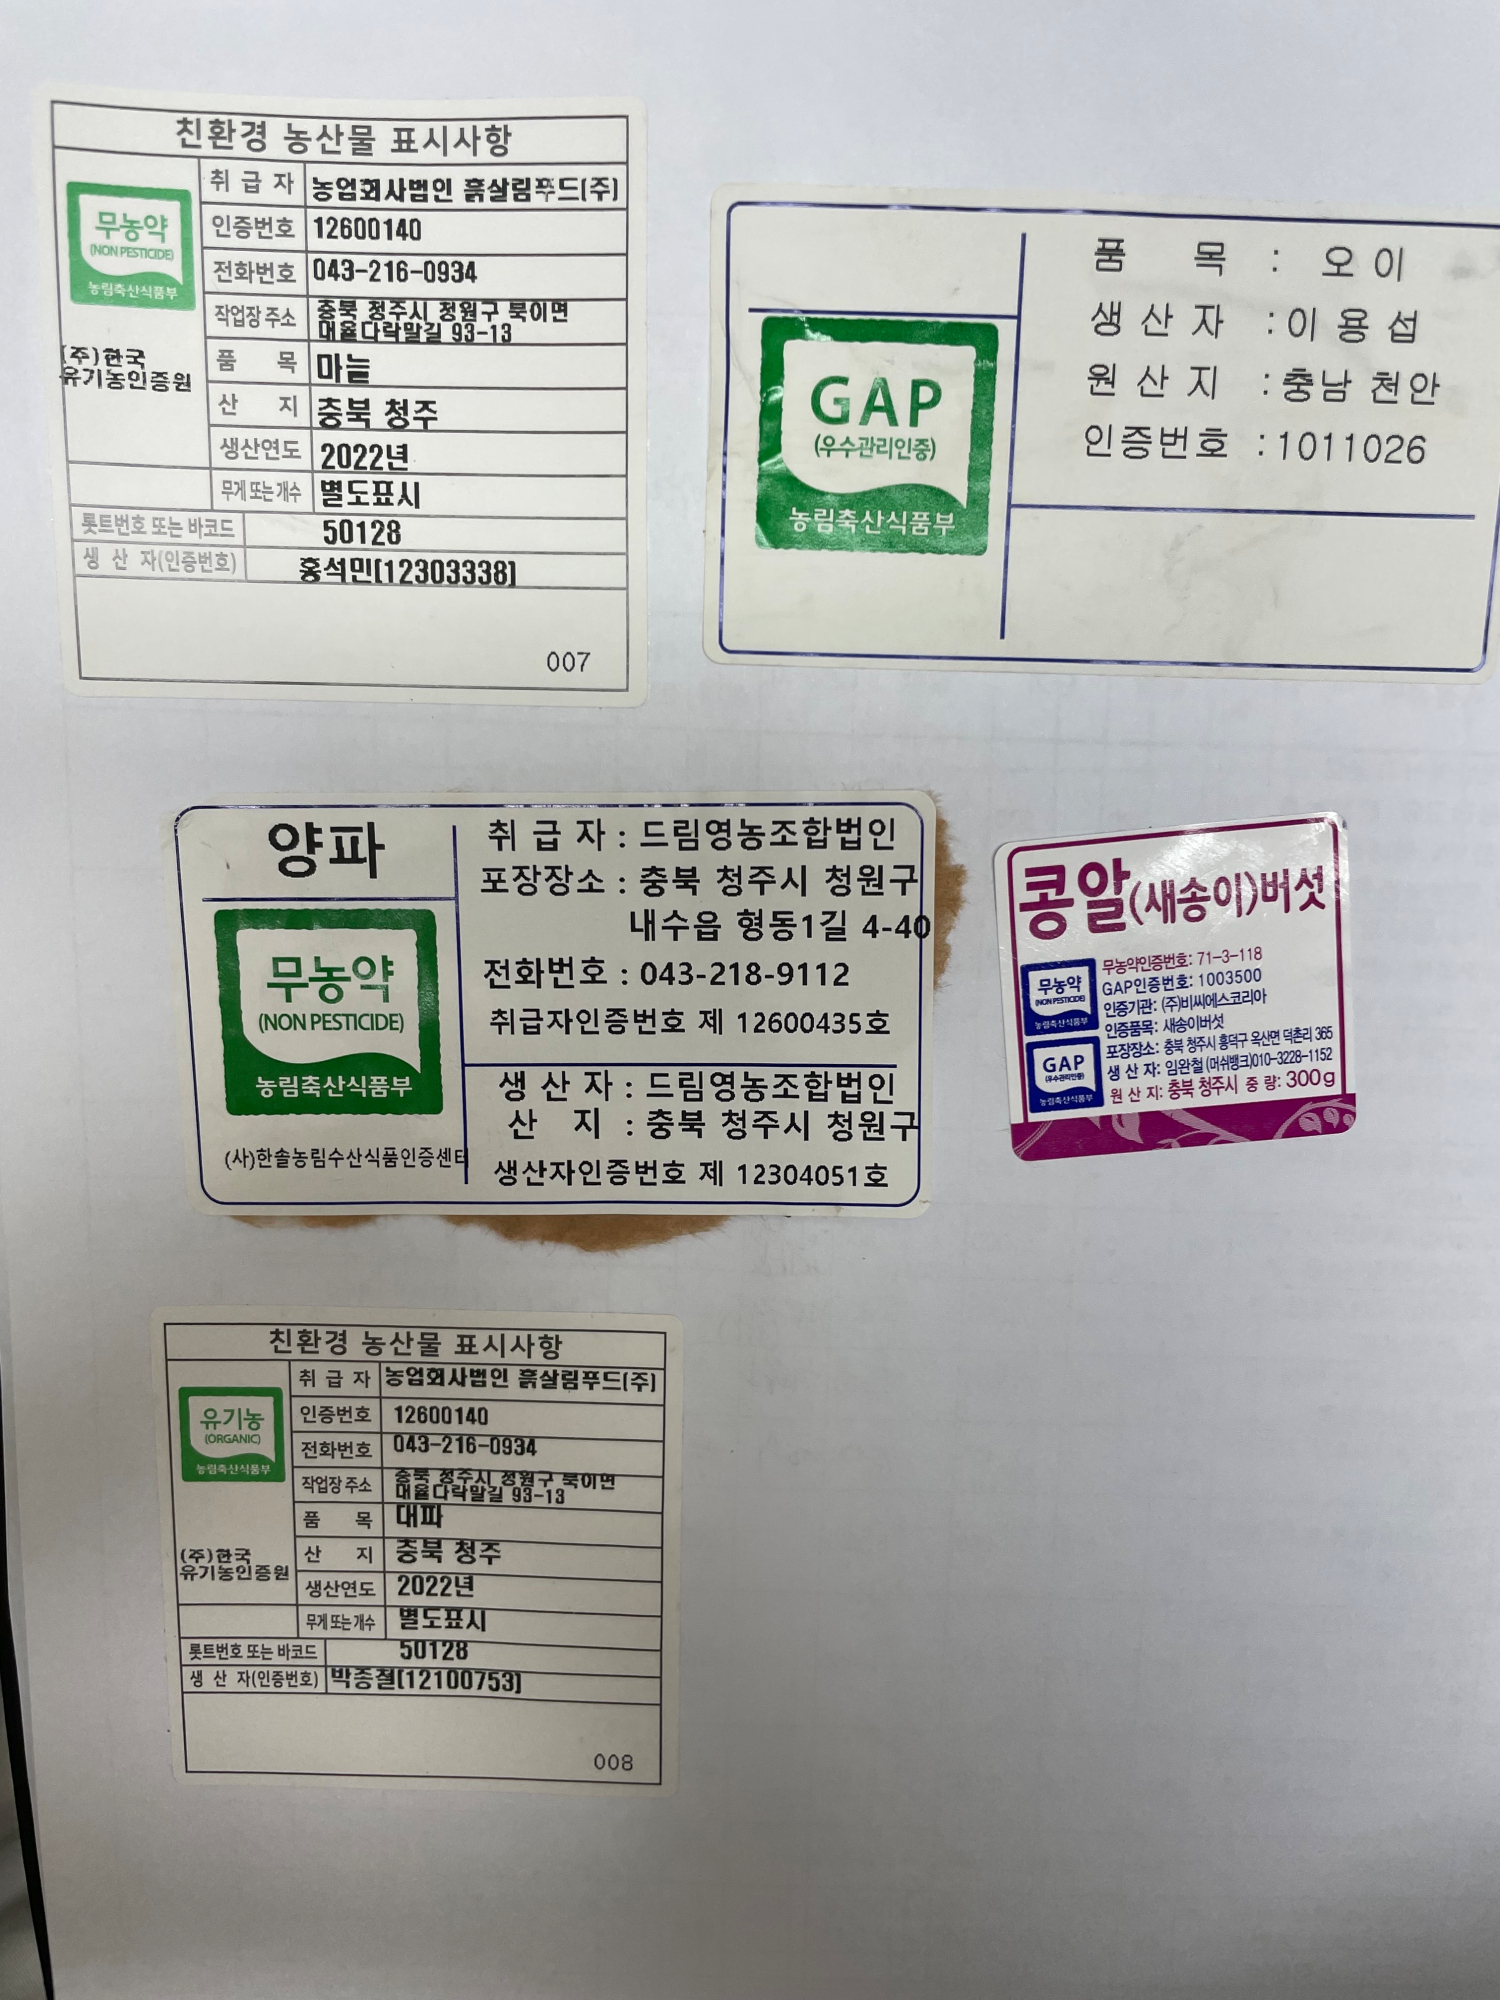 친환경 농산물 표시사항
무농약
(NON PESTICIDE)
농림축산식품부
(주)한국
유기농인증원
취 급 자 농업회사법인 흙살림푸드(주)
인증번호 12600140
전화번호 043-216-0934
작업장 주소 충북 청주시 청원구 북이면
대율다락말길 93-13
품 목 마늘
산 지 충북 청주
생산연도 2022년
무게 또는 개수 별도표시
롯트번호 또는 바코드 50128
생 산 자(인증번호) 홍석민(12303338)
007
GAP
(우수관리인증)
농림축산식품부
품 목 : 오이
생 산 자 : 이 용 섭
원 산 지 : 충남 천안
인증번호 : 1011026
양파
무농약
(NON PESTICIDE)
농림축산식품부
(사)한솔농림수산식품인증센터
취 급 자 : 드림영농조합법인
포장장소 : 충북 청주시 청원구
내수읍 형동1길 4-40
전화번호 : 043-218-9112
취급자인증번호 제 12600435호
생 산 자 : 드림영농조합법인
산 지 : 충북 청주시 청원구
생산자인증번호 제 12304051호
콩알(새송이)버섯
무농약
(NON PESTICIDE)
농림축산식품부
GAP
(우수관리인증)
농림축산식품부
무농약인증번호: 71-3-118
GAP인증번호: 1003500
인증기관: (주)비씨에스코리아
인증품목: 새송이버섯
포장장소: 충북 청주시 흥덕구 옥산면 덕촌리 365
생 산 자: 임완철 (머쉬뱅크)010-3228-1152
원 산 지: 충북 청주시 중 량: 300g
친환경 농산물 표시사항
유기농
(ORGANIC)
농림축산식품부
(주)한국
유기농인증원
취 급 자 농업회사법인 흙살림푸드(주)
인증번호 12600140
전화번호 043-216-0934
작업장 주소 충북 청주시 청원구 북이면
대율다락말길 93-13
품 목 대파
산 지 충북 청주
생산연도 2022년
무게 또는 개수 별도표시
롯트번호 또는 바코드 50128
생 산 자(인증번호) 박종철(12100753)
008